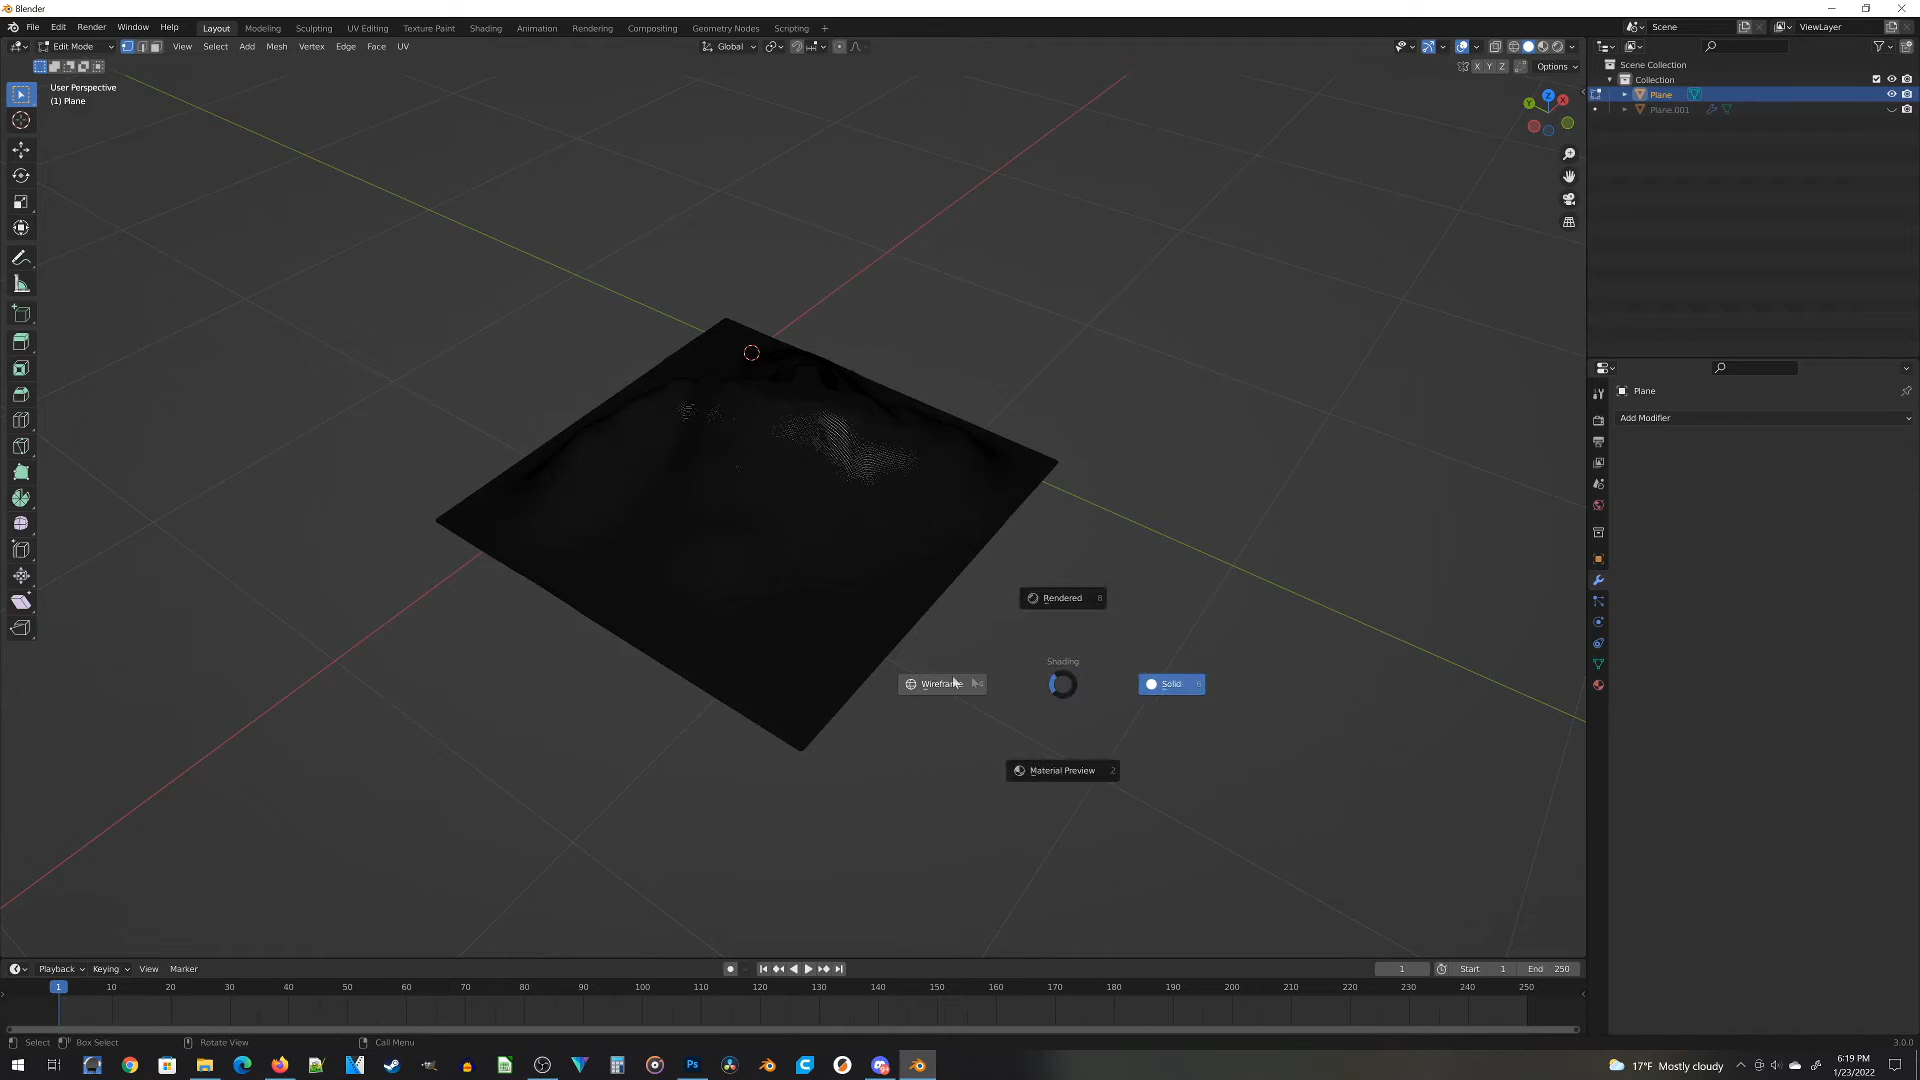 Blender
File Edit Render Window Help Layout Modeling Sculpting UV Editing Texture Paint Shading Animation Rendering Compositing Geometry Nodes Scripting + Scene ViewLayer
Edit Mode View Select Add Mesh Vertex Edge Face UV Global
X Y Z Options
Scene Collection
Collection
Plane
Plane.001
User Perspective
(1) Plane
Z
Y X
Plane
Add Modifier
Rendered 8
Shading
Wireframe
Solid 6
Material Preview 2
Playback Keying View Marker 1 Start 1 End 250
1 10 20 30 40 50 60 70 80 90 100 110 120 130 140 150 160 170 180 190 200 210 220 230 240 250
Select Box Select Rotate View Call Menu 3.0.0
17°F Mostly cloudy
6:19 PM
1/23/2022
Ps